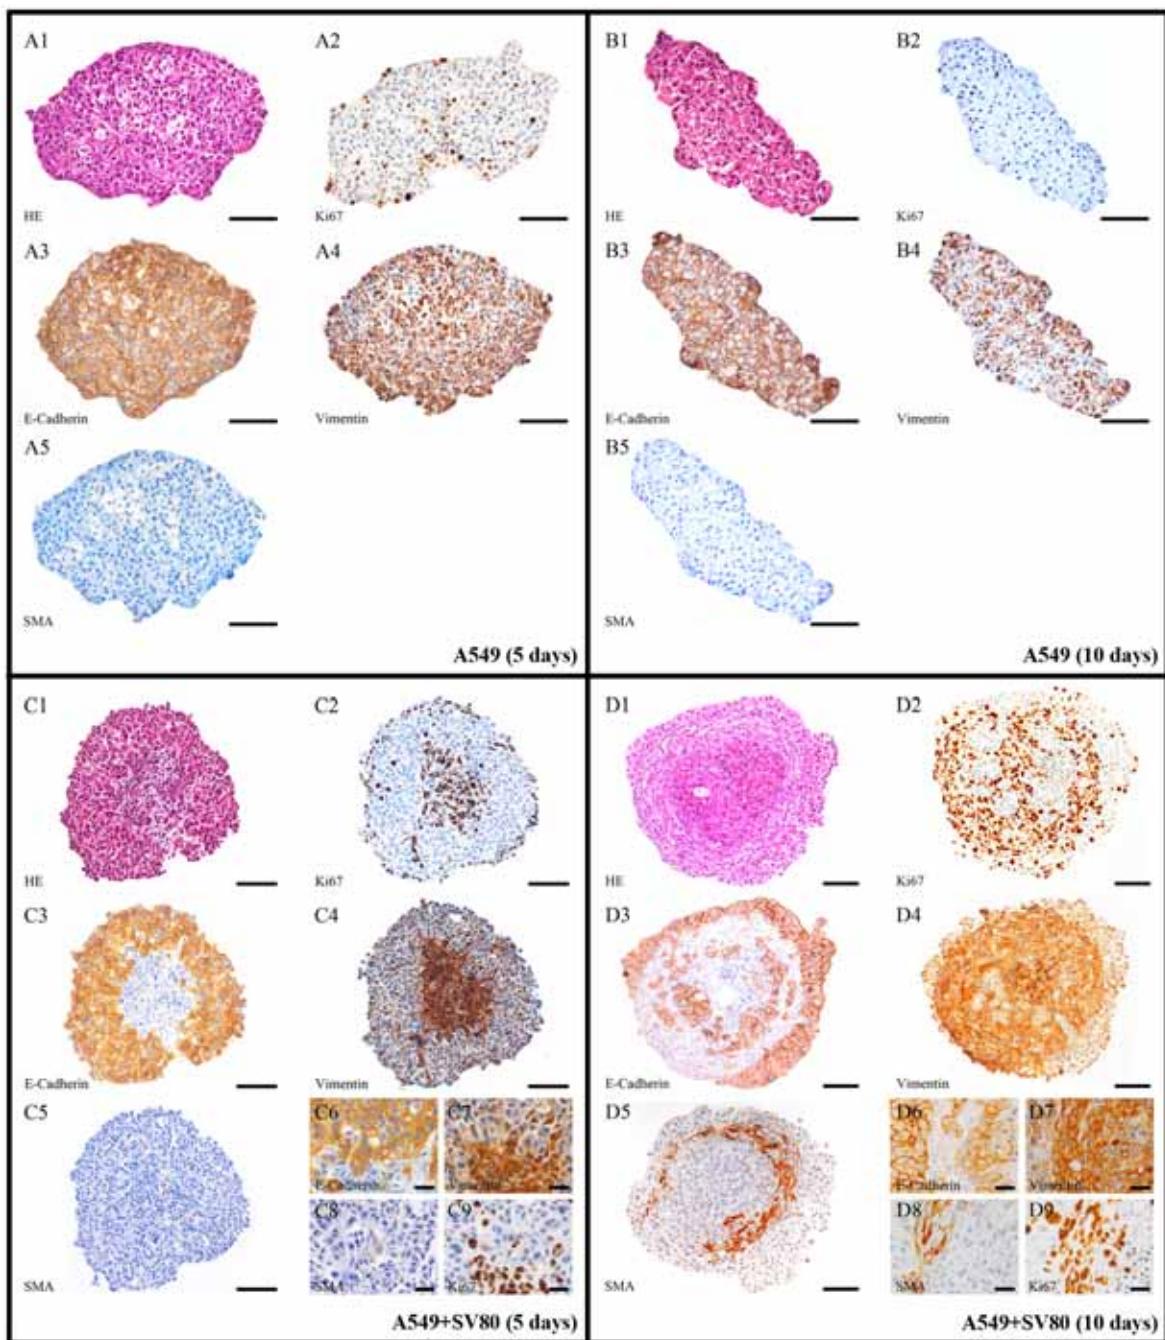 A1
A2
HE
Ki67
A3
A4
E-Cadherin
Vimentin
A5
SMA
A549 (5 days)
B1
B2
HE
Ki67
B3
B4
E-Cadherin
Vimentin
B5
SMA
A549 (10 days)
C1
C2
HE
Ki67
C3
C4
E-Cadherin
Vimentin
C5
C6
C7
E-Cadherin
Vimentin
C8
C9
SMA
SMA
Ki67
A549+SV80 (5 days)
D1
D2
HE
Ki67
D3
D4
E-Cadherin
Vimentin
D5
D6
D7
E-Cadherin
Vimentin
D8
D9
SMA
SMA
Ki67
A549+SV80 (10 days)